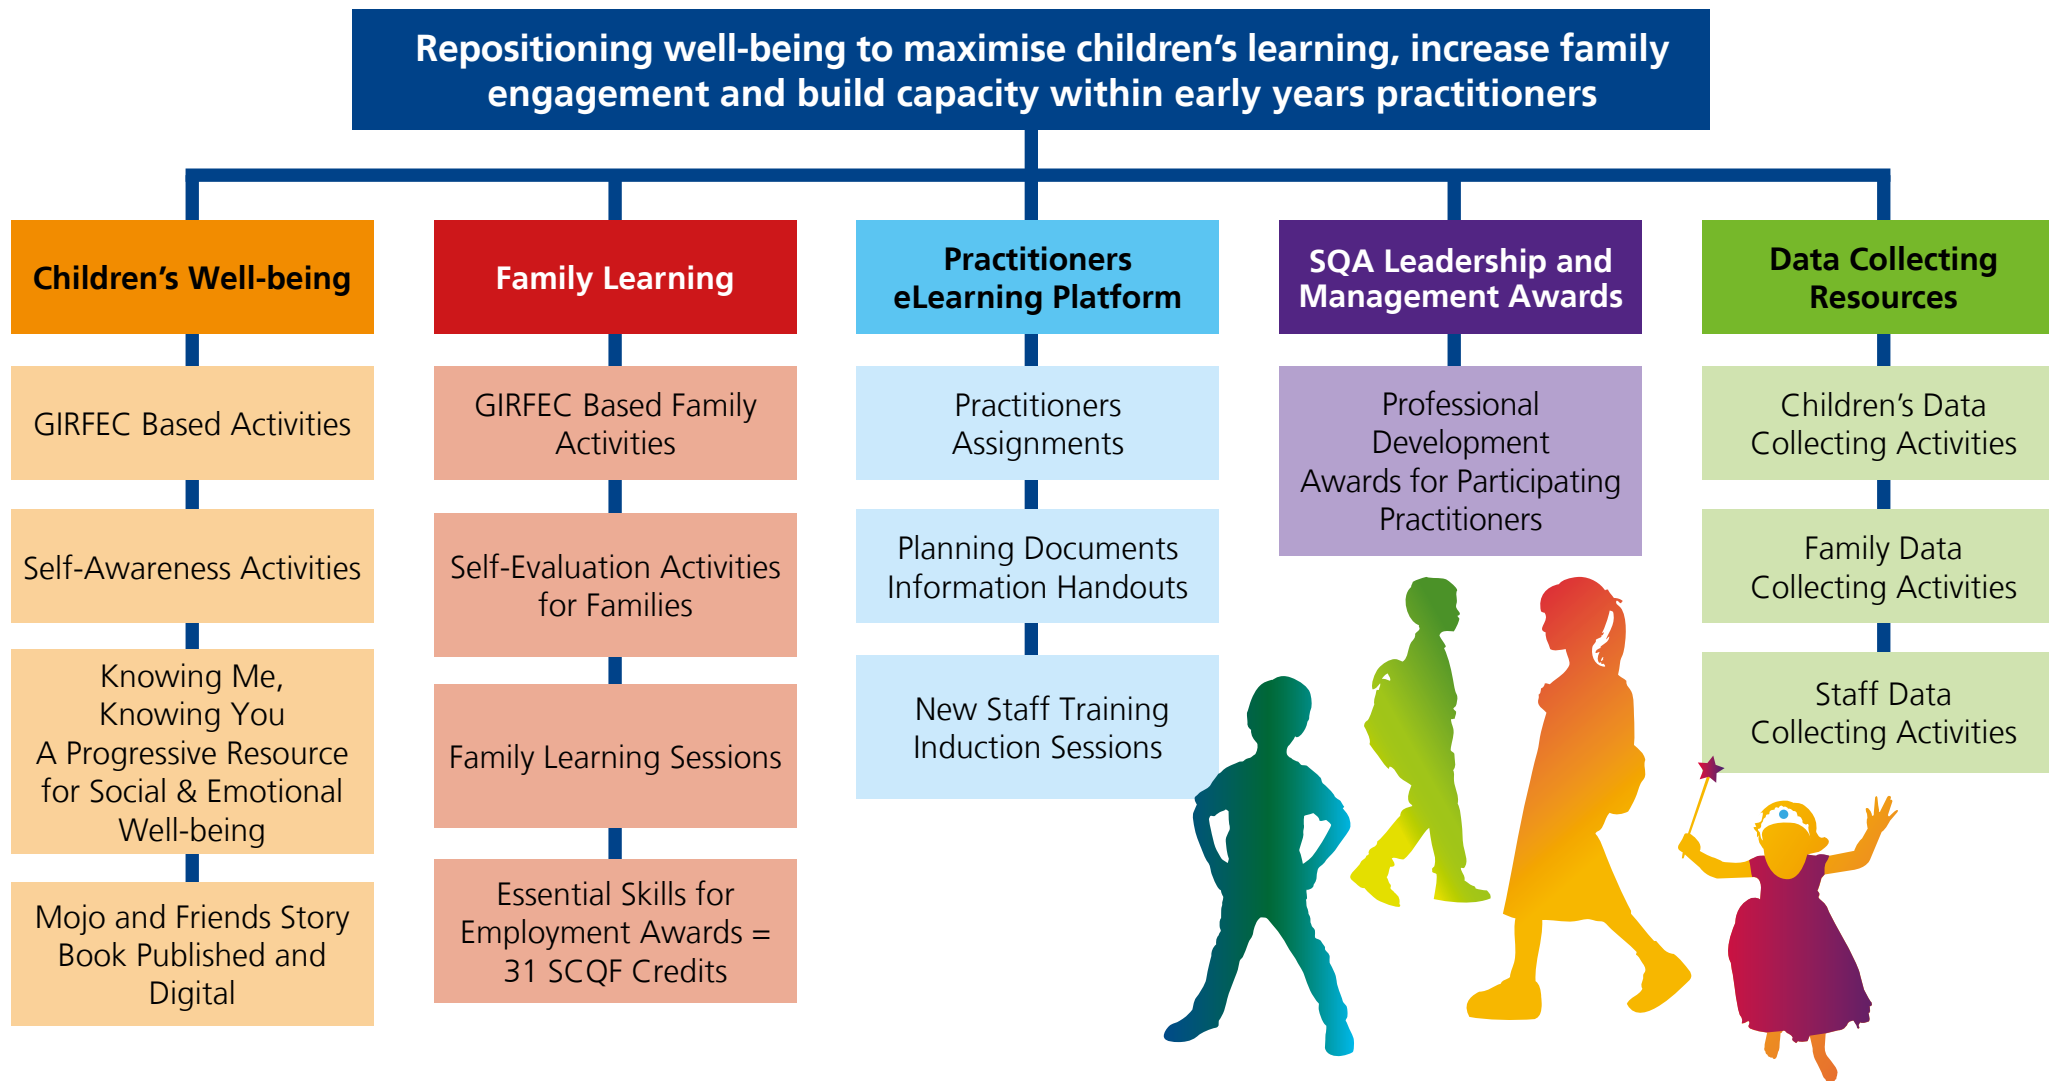 Repositioning well-being to maximise children’s learning, increase family
engagement and build capacity within early years practitioners
Children’s Well-being
GIRFEC Based Activities
Self-Awareness Activities
Knowing Me,
Knowing You
A Progressive Resource
for Social & Emotional
Well-being
Mojo and Friends Story
Book Published and
Digital
Family Learning
GIRFEC Based Family
Activities
Self-Evaluation Activities
for Families
Family Learning Sessions
Essential Skills for
Employment Awards =
31 SCQF Credits
Practitioners
eLearning Platform
Practitioners
Assignments
Planning Documents
Information Handouts
New Staff Training
Induction Sessions
SQA Leadership and
Management Awards
Professional
Development
Awards for Participating
Practitioners
Data Collecting
Resources
Children’s Data
Collecting Activities
Family Data
Collecting Activities
Staff Data
Collecting Activities